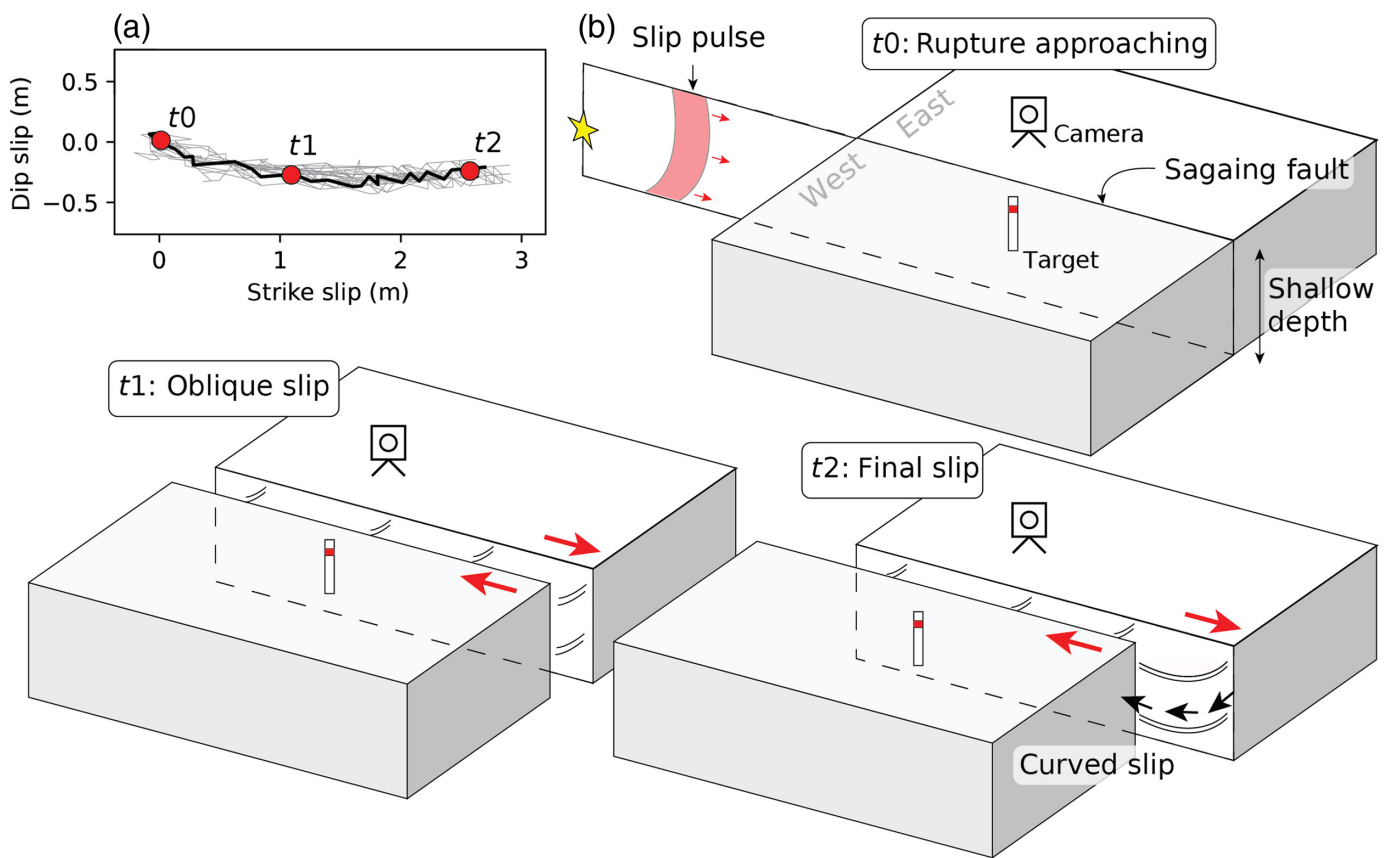 (a)
Dip slip (m)
0.5
0.0
−0.5
t0
t1
t2
0
1
2
3
Strike slip (m)
(b)
Slip pulse
t0: Rupture approaching
East
West
Camera
Sagaing fault
Target
Shallow
depth
t1: Oblique slip
t2: Final slip
Curved slip